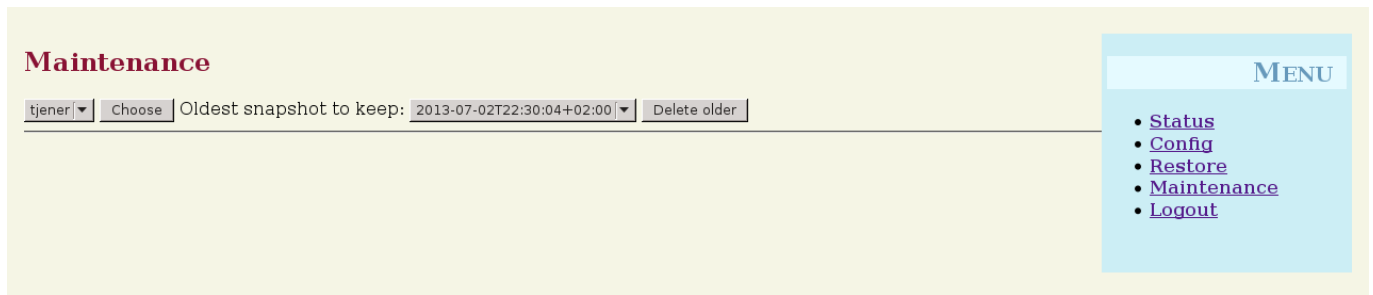 Maintenance
tjener Choose Oldest snapshot to keep: 2013-07-02T22:30:04+02:00 Delete older
MENU
Status
Config
Restore
Maintenance
Logout